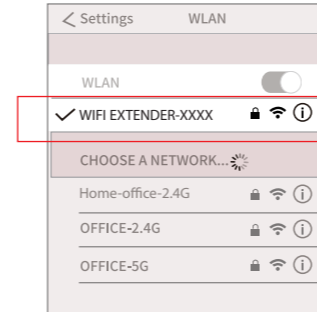 Settings WLAN
WLAN
WIFI EXTENDER-XXXX
CHOOSE A NETWORK...
Home-office-2.4G
OFFICE-2.4G
OFFICE-5G